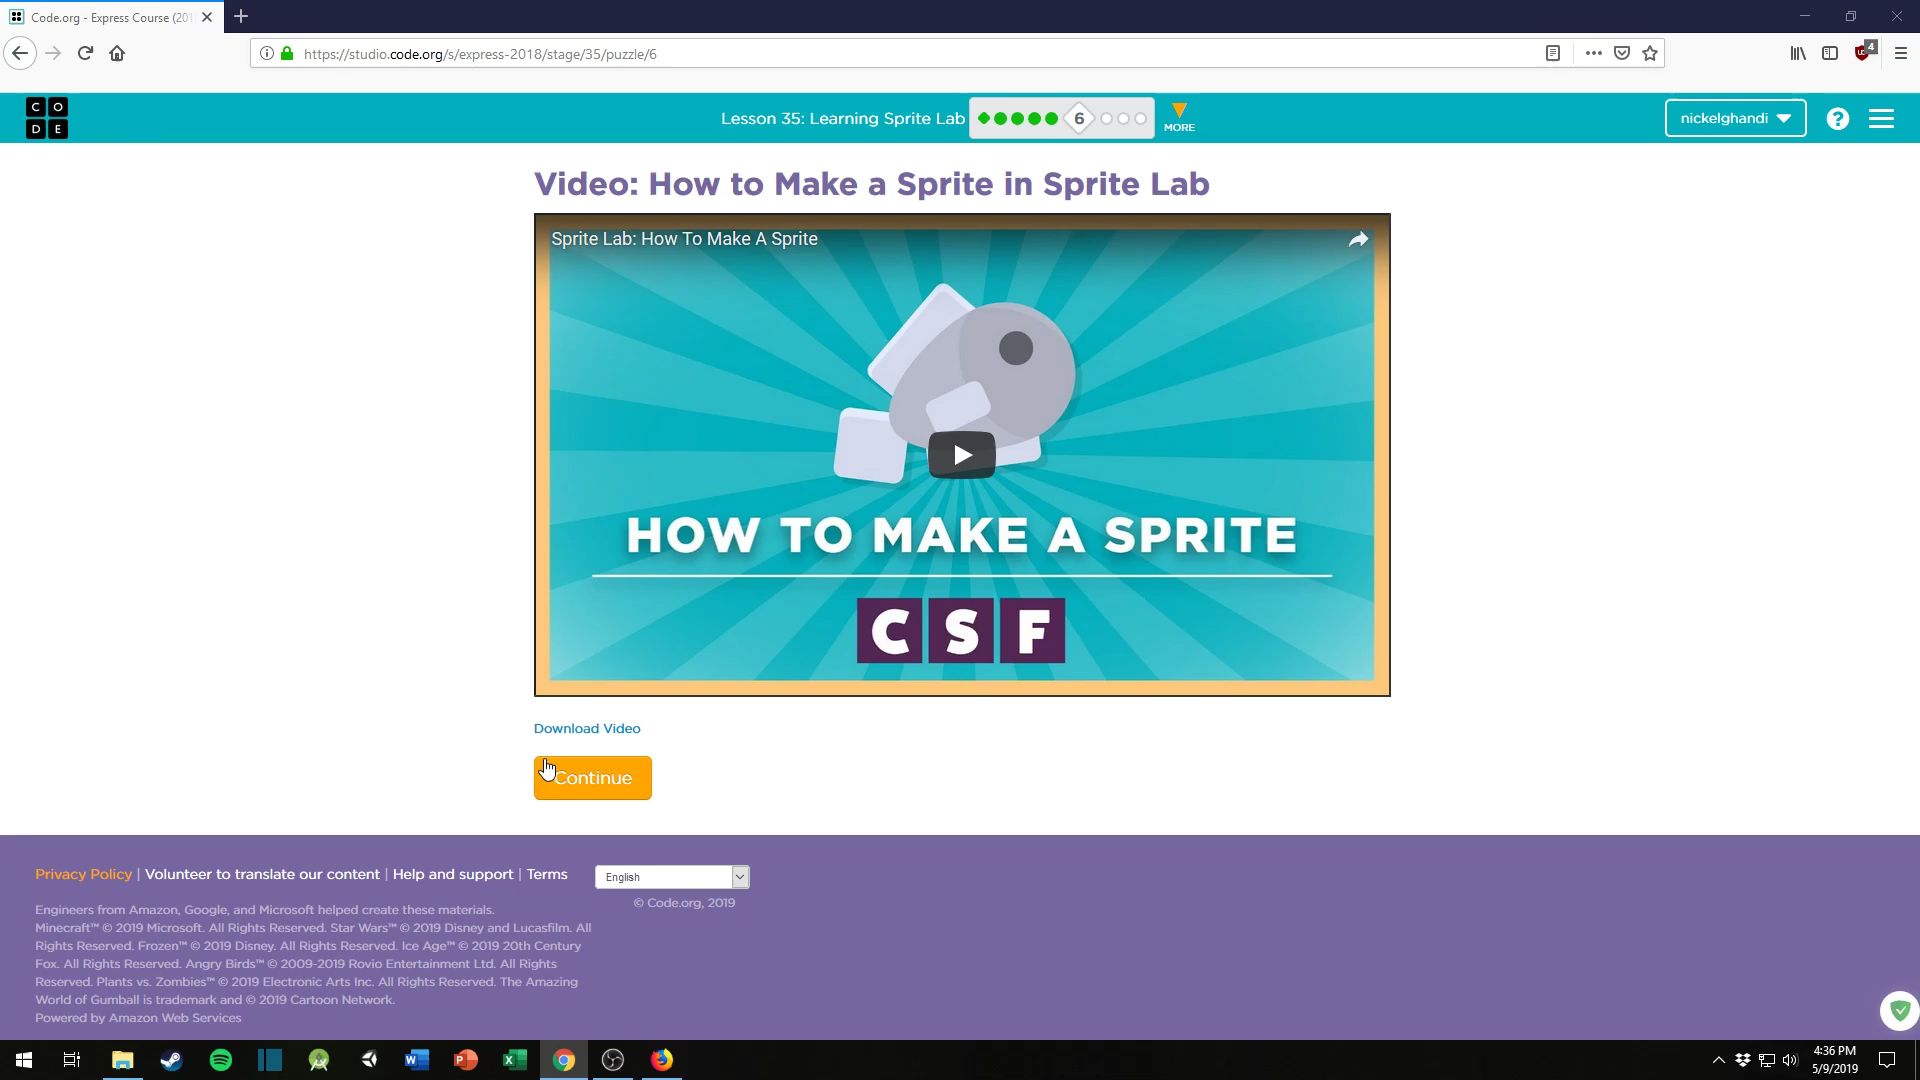 Code.org - Express Course (201
https://studio.code.org/s/express-2018/stage/35/puzzle/6
4
C O
D E
Lesson 35: Learning Sprite Lab
6
MORE
nickelghandi
?
Video: How to Make a Sprite in Sprite Lab
Sprite Lab: How To Make A Sprite
HOW TO MAKE A SPRITE
CSF
Download Video
Continue
Privacy Policy | Volunteer to translate our content | Help and support | Terms
English
© Code.org, 2019
Engineers from Amazon, Google, and Microsoft helped create these materials.
Minecraft™ © 2019 Microsoft. All Rights Reserved. Star Wars™ © 2019 Disney and Lucasfilm. All
Rights Reserved. Frozen™ © 2019 Disney. All Rights Reserved. Ice Age™ © 2019 20th Century
Fox. All Rights Reserved. Angry Birds™ © 2009-2019 Rovio Entertainment Ltd. All Rights
Reserved. Plants vs. Zombies™ © 2019 Electronic Arts Inc. All Rights Reserved. The Amazing
World of Gumball is trademark and © 2019 Cartoon Network.
Powered by Amazon Web Services
4:36 PM
5/9/2019